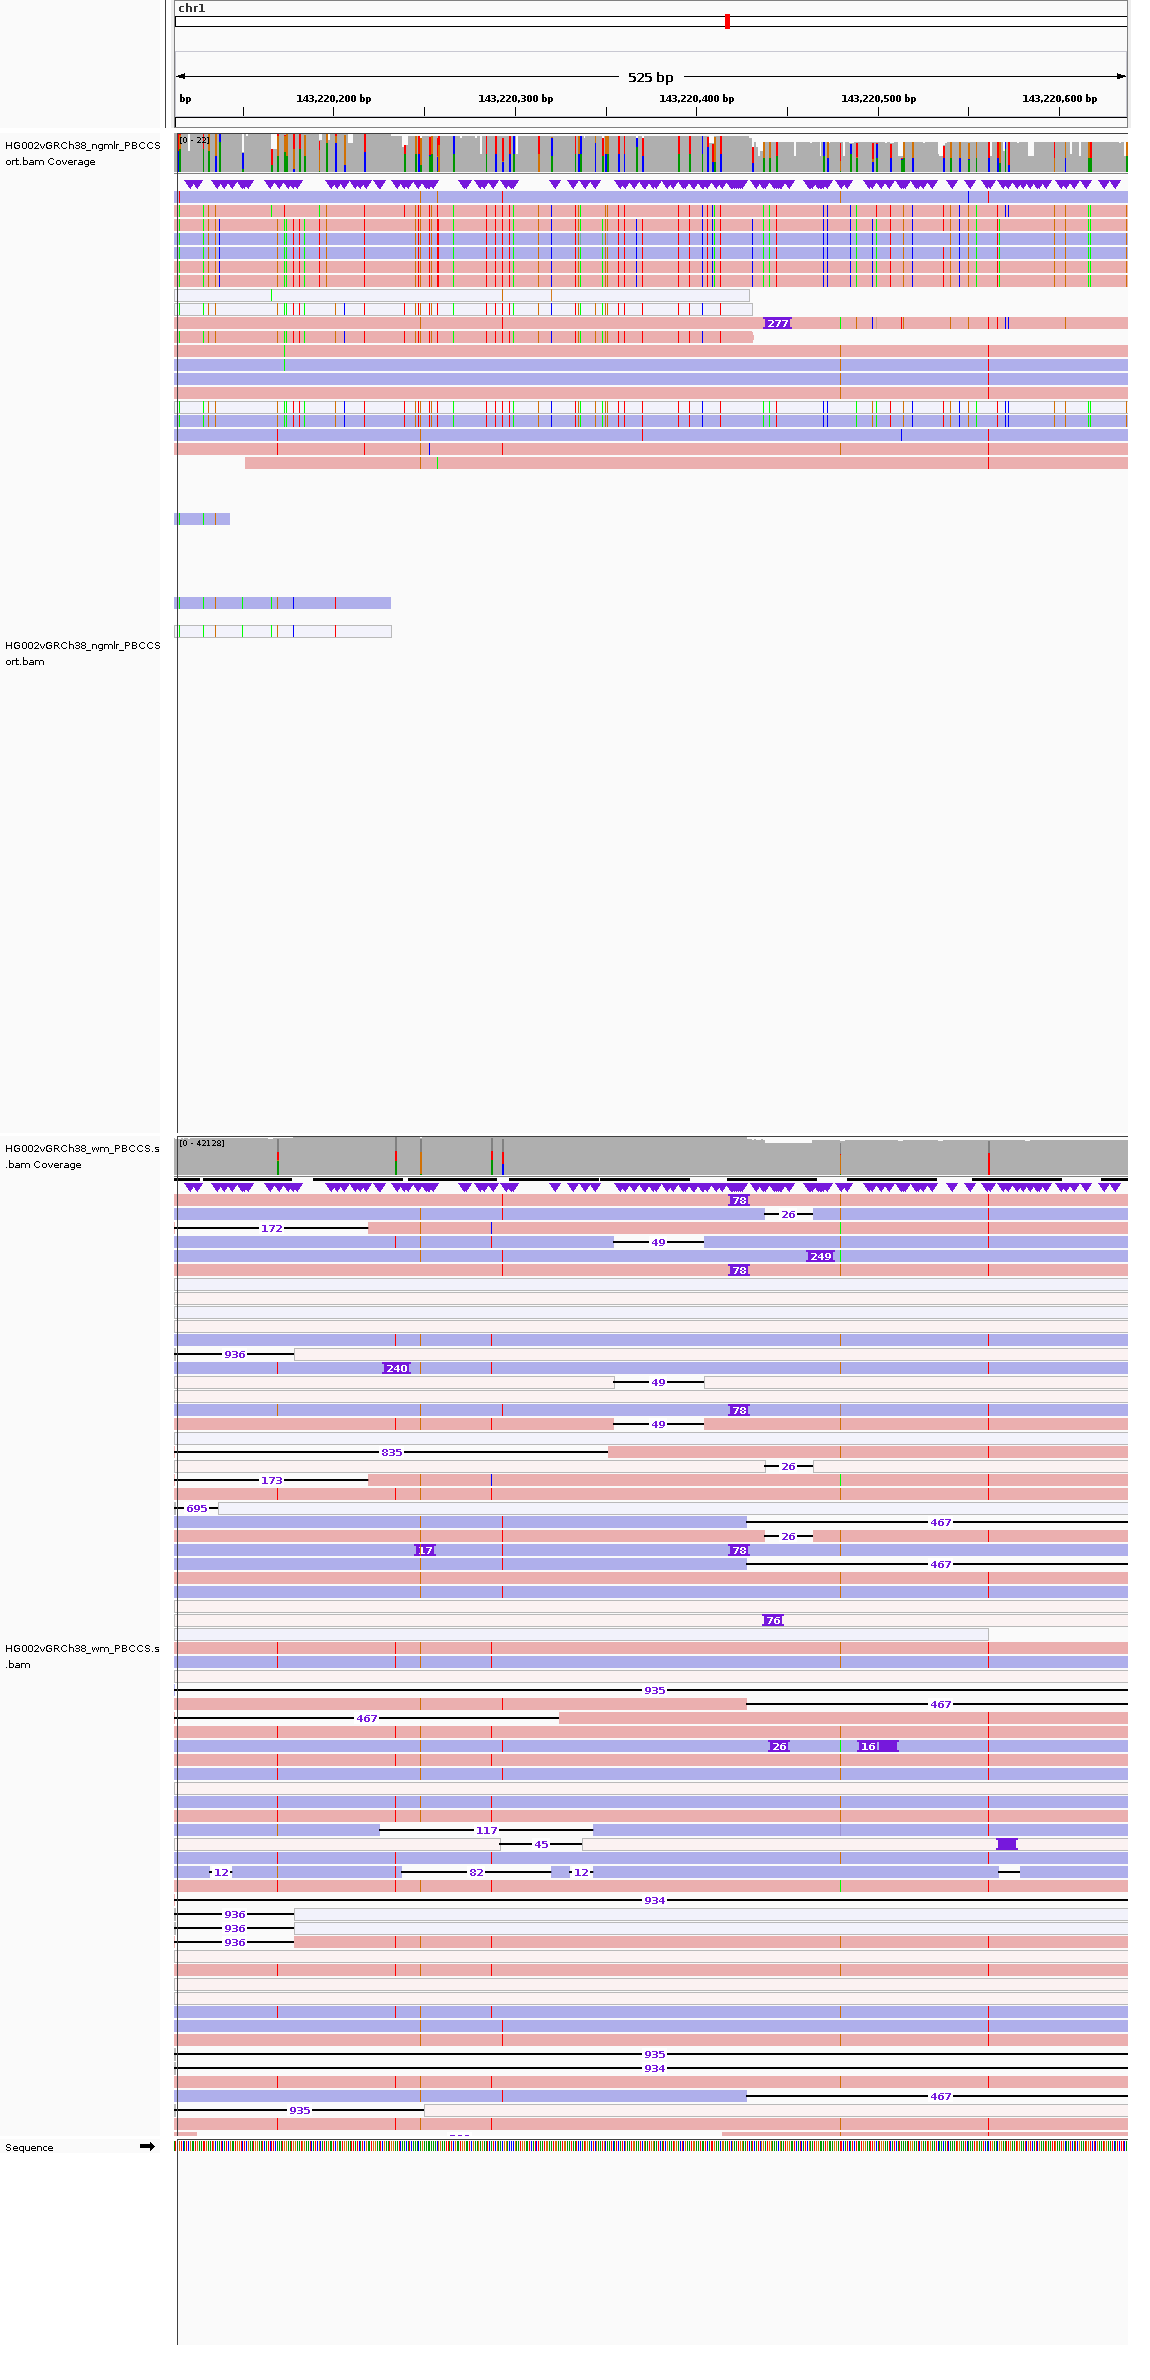 chr1
525 bp
bp 143,220,200 bp 143,220,300 bp 143,220,400 bp 143,220,500 bp 143,220,600 bp
HG002vGRCh38_ngmlr_PBCCS
ort.bam Coverage
[0 - 22]
277
HG002vGRCh38_ngmlr_PBCCS
ort.bam
HG002vGRCh38_wm_PBCCS.s
.bam Coverage
[0 - 42128]
78
26
172
49
249
78
936
240
49
78
49
835
26
173
695
467
26
17 78
467
76
HG002vGRCh38_wm_PBCCS.s
.bam
935
467
467
26 16
117
45
12 82 12
934
936
936
936
935
934
467
935
Sequence